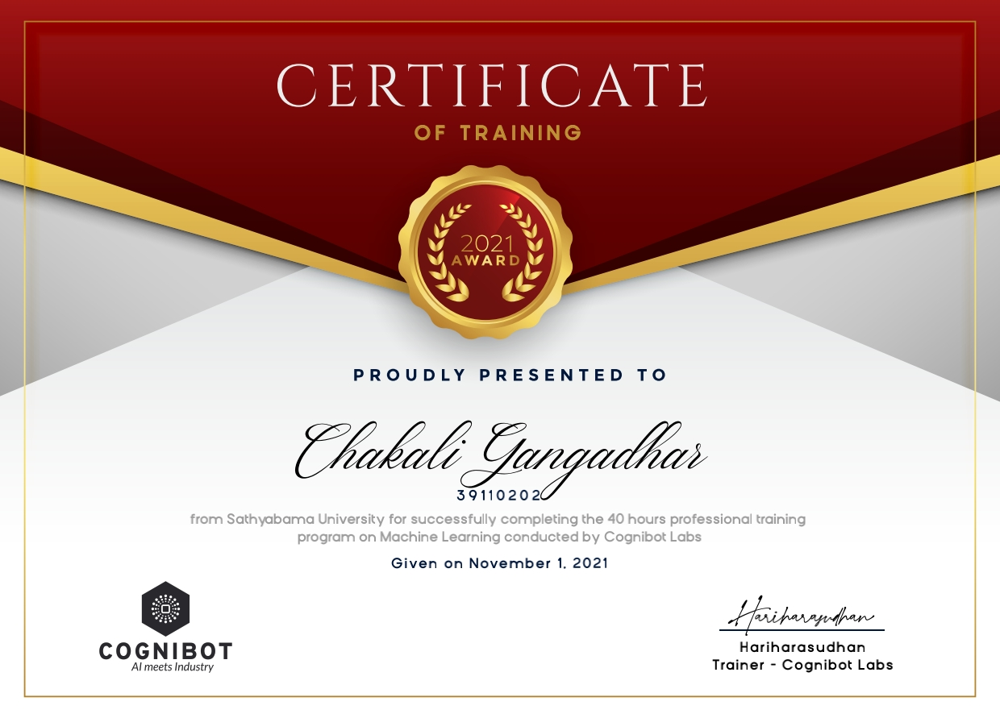 CERTIFICATE
OF TRAINING
2021
AWARD
PROUDLY PRESENTED TO
Chakali Gangadhar
39110202
from Sathyabama University for successfully completing the 40 hours professional training
program on Machine Learning conducted by Cognibot Labs
Given on November 1, 2021
COGNIBOT
AI meets Industry
Hariharasudhan
Hariharasudhan
Trainer - Cognibot Labs